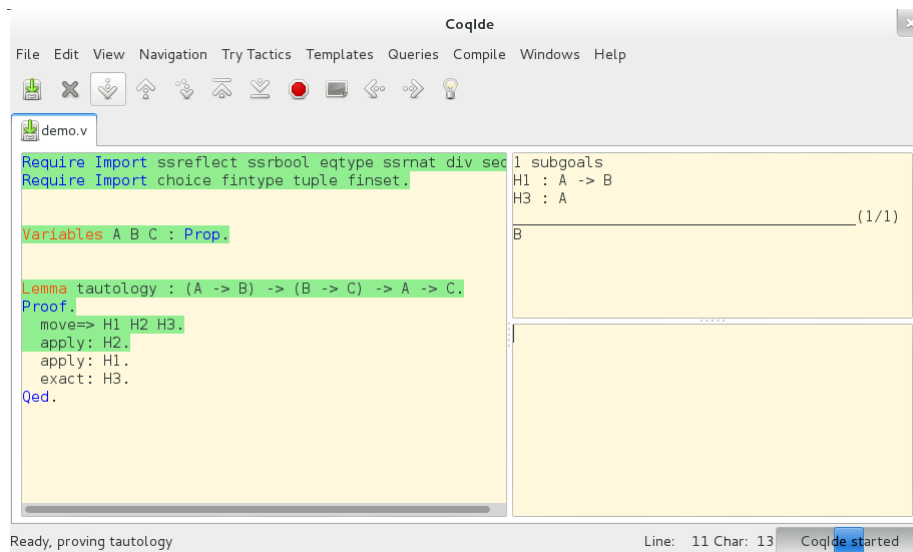 CoqIde
File Edit View Navigation Try Tactics Templates Queries Compile Windows Help
demo.v
Require Import ssreflect ssrbool eqtype ssrnat div sec
Require Import choice fintype tuple finset.
Variables A B C : Prop.
Lemma tautology : (A -> B) -> (B -> C) -> A -> C.
Proof.
move=> H1 H2 H3.
apply: H2.
apply: H1.
exact: H3.
Qed.
1 subgoals
H1 : A -> B
H3 : A
(1/1)
B
Ready, proving tautology
Line: 11 Char: 13
CoqIde started